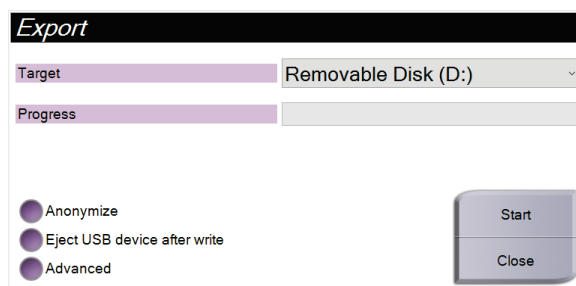 Export
Target
Removable Disk (D:)
Progress
Anonymize
Eject USB device after write
Advanced
Start
Close